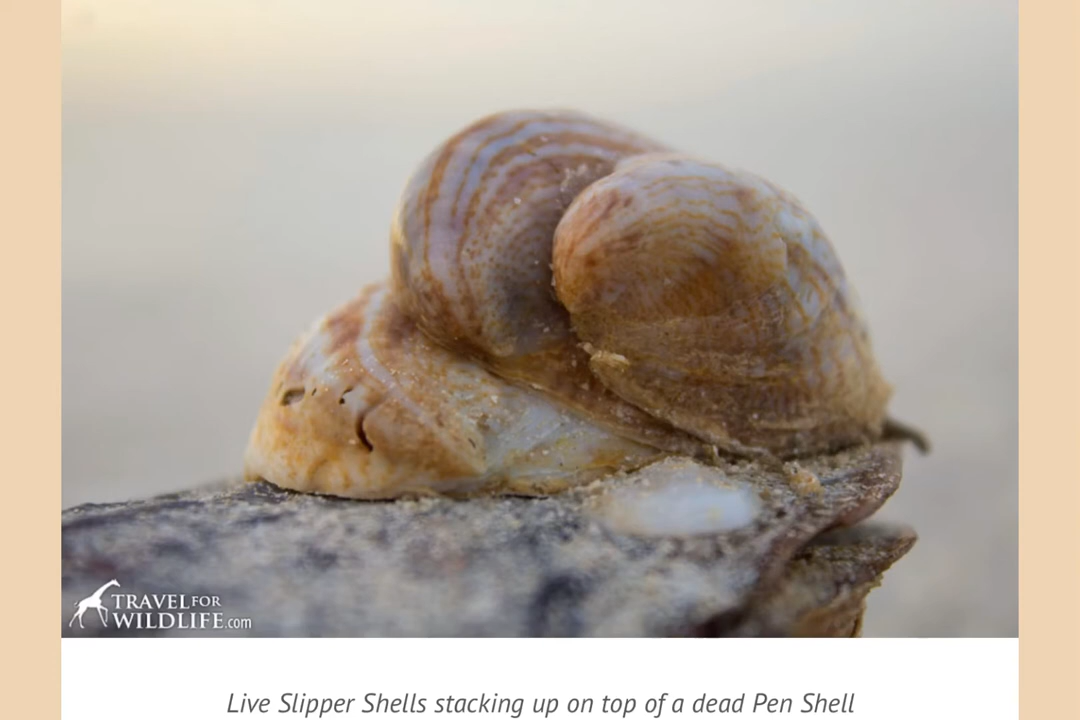 TRAVEL FOR
WILDLIFE.com
Live Slipper Shells stacking up on top of a dead Pen Shell